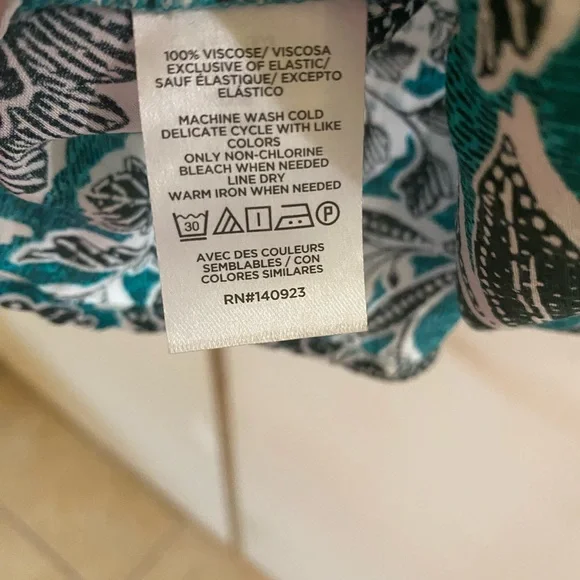 100% VISCOSE/ VISCOSA
EXCLUSIVE OF ELASTIC/
SAUF ÉLASTIQUE/ EXCEPTO
ELÁSTICO
MACHINE WASH COLD
DELICATE CYCLE WITH LIKE
COLORS
ONLY NON-CHLORINE
BLEACH WHEN NEEDED
LINE DRY
WARM IRON WHEN NEEDED
30 P
AVEC DES COULEURS
SEMBLABLES / CON
COLORES SIMILARES
RN#140923